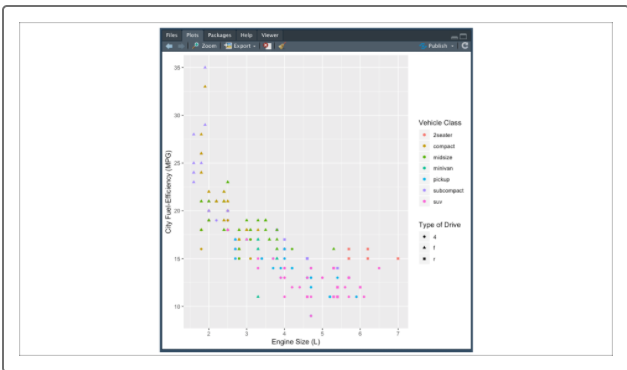 Files Plots Packages Help Viewer
Zoom Export Publish
35
30
25
20
15
10
City Fuel-Efficiency (MPG)
2 3 4 5 6 7
Engine Size (L)
Vehicle Class
2seater
compact
midsize
minivan
pickup
subcompact
suv
Type of Drive
4
f
r